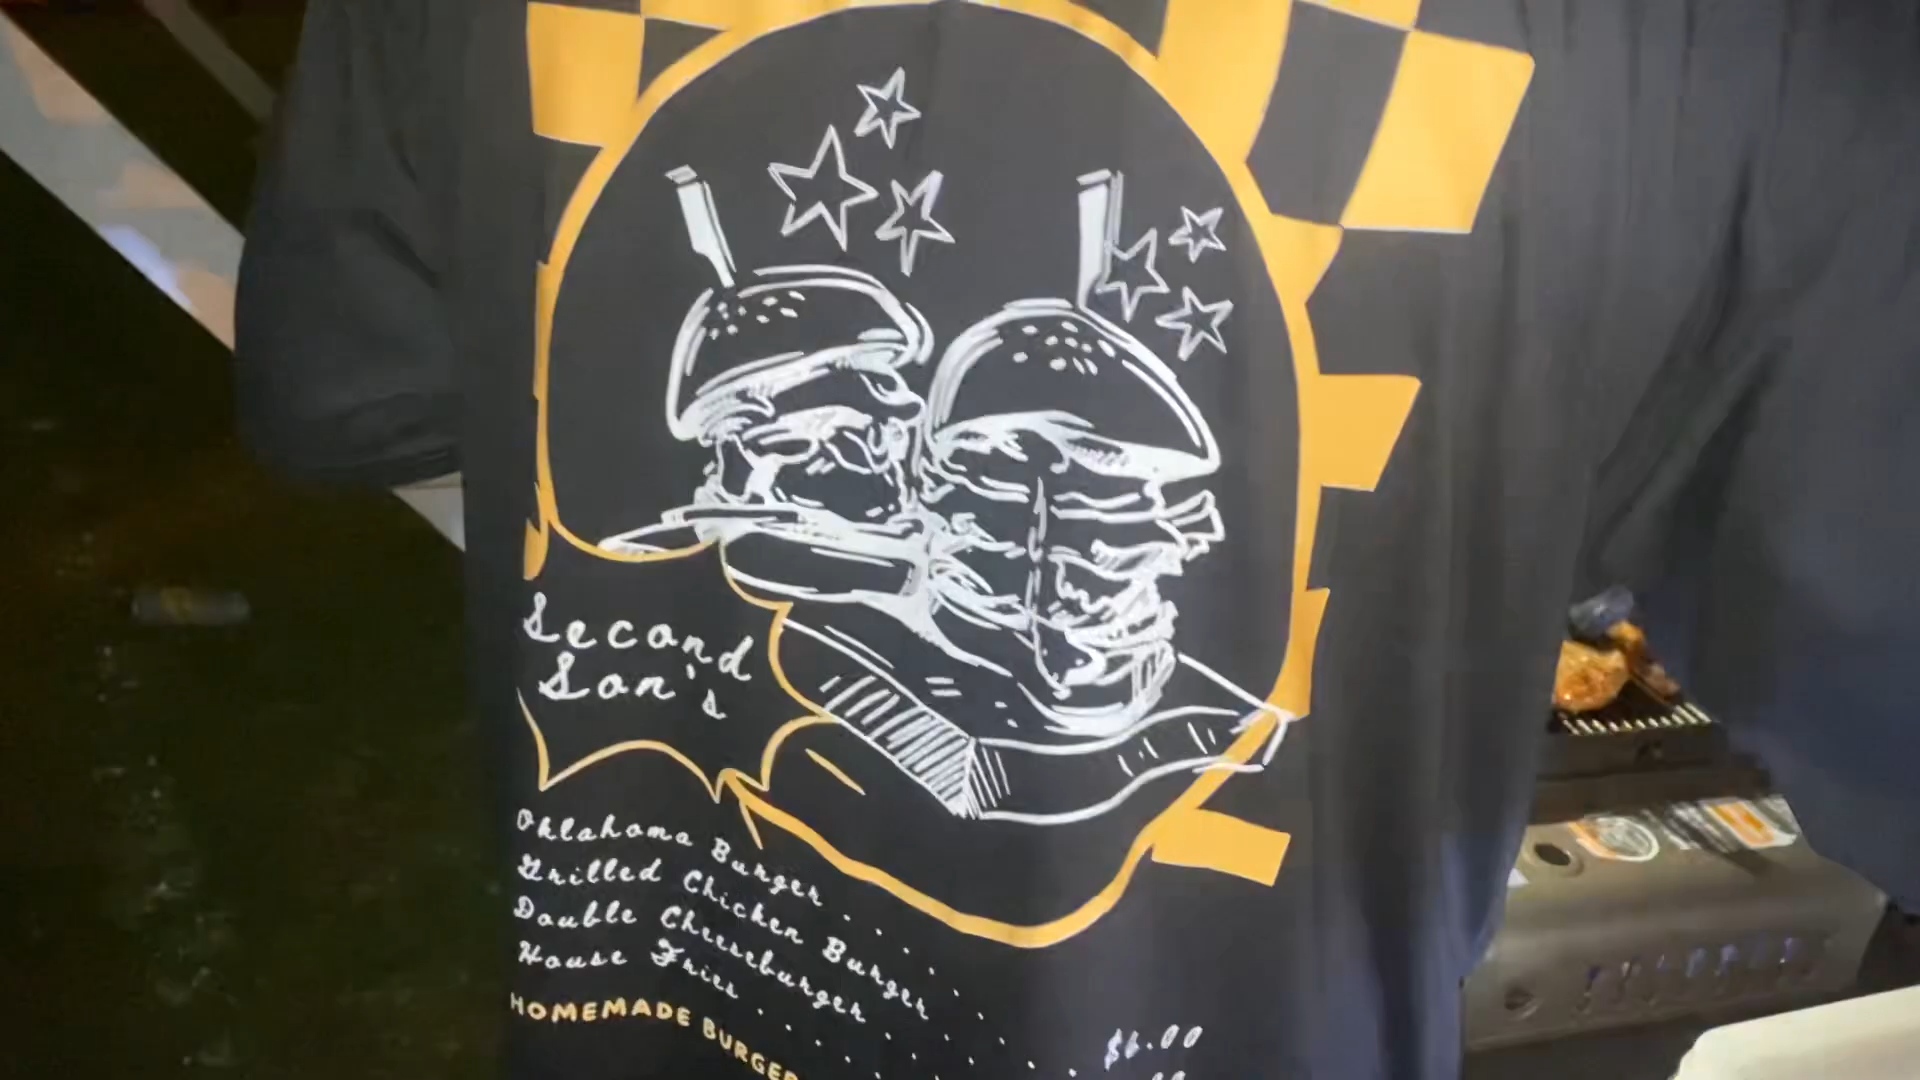 Second
Son's
Oklahoma Burger . . . . . . . . $6.00
Grilled Chicken Burger . .
Double Cheeseburger . . . . .
House Fries . . . . .
HOMEMADE BURGER